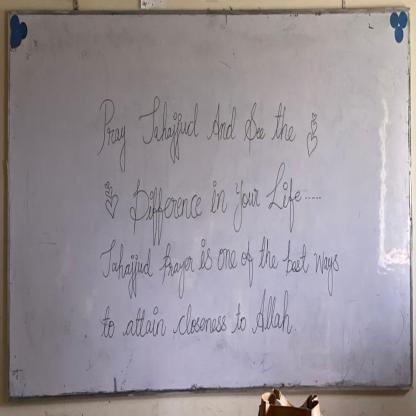 Pray Tahajjud And See the
Difference in Your Life.....
Tahajjud Prayer is one of the best ways
to attain closeness to Allah.